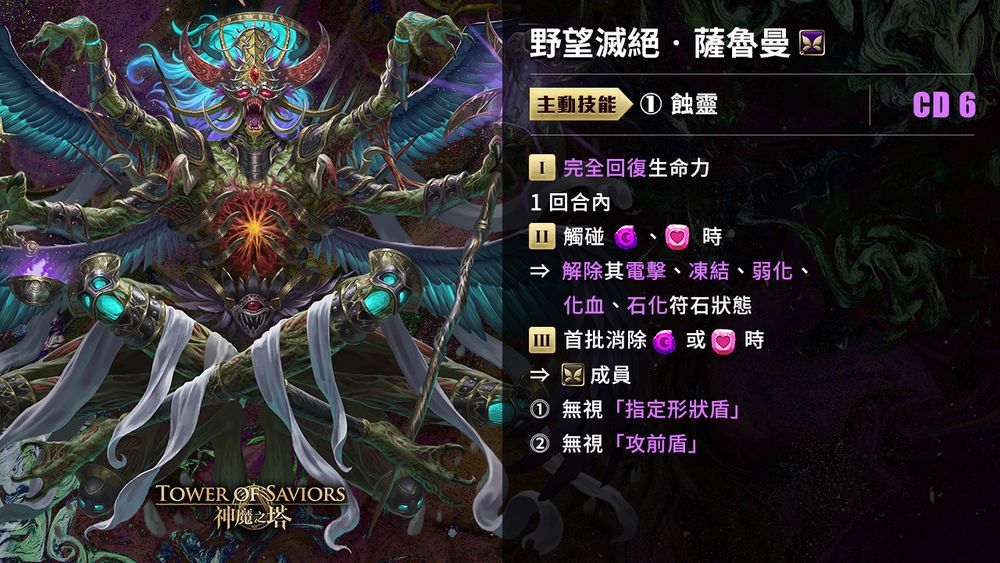 野望滅絕．薩魯曼
主動技能 ① 蝕靈 CD 6
I 完全回復生命力
1 回合內
II 觸碰 、 時
⇒ 解除其電擊、凍結、弱化、
化血、石化符石狀態
III 首批消除 或 時
⇒ 成員
① 無視「指定形狀盾」
② 無視「攻前盾」
TOWER OF SAVIORS
神魔之塔